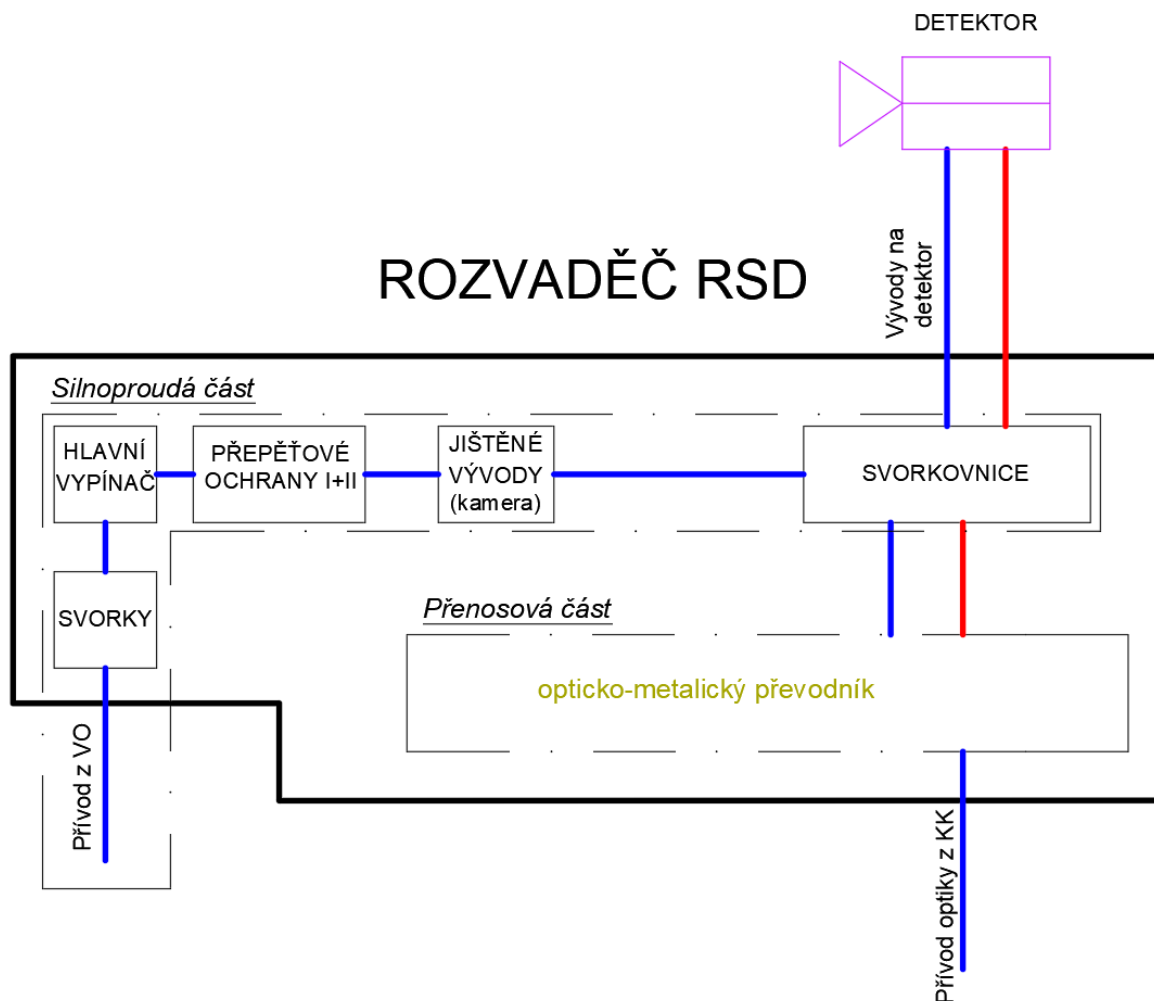 DETEKTOR
Vývody na
detektor
ROZVADĚČ RSD
Silnoproudá část
HLAVNÍ
VYPÍNAČ
PŘEPĚŤOVÉ
OCHRANY I+II
JIŠTĚNÉ
VÝVODY
(kamera)
SVORKOVNICE
SVORKY
Přenosová část
opticko-metalický převodník
Přívod z VO
Přívod optiky z KK